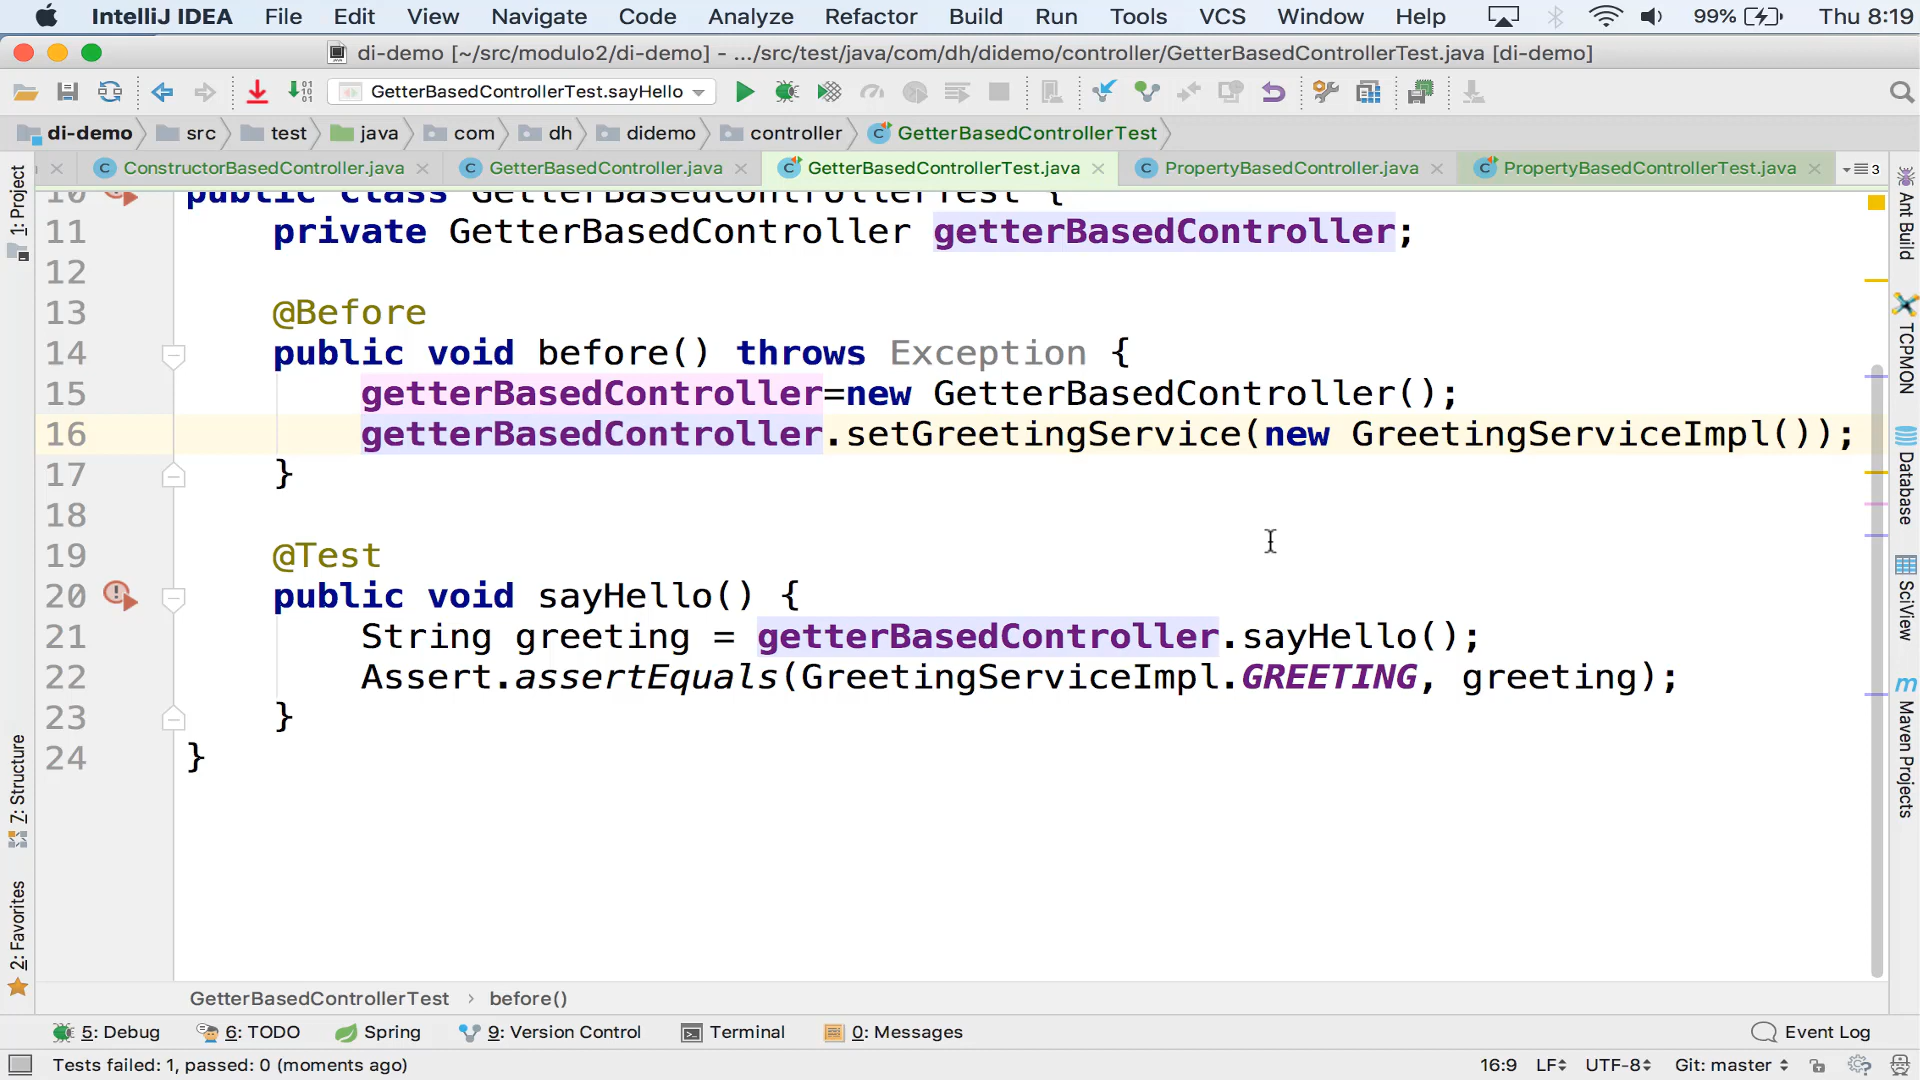 IntelliJ IDEA File Edit View Navigate Code Analyze Refactor Build Run Tools VCS Window Help 99% Thu 8:19
di-demo [~/src/modulo2/di-demo] - .../src/test/java/com/dh/didemo/controller/GetterBasedControllerTest.java [di-demo]
GetterBasedControllerTest.sayHello
di-demo src test java com dh didemo controller GetterBasedControllerTest
ConstructorBasedController.java GetterBasedController.java GetterBasedControllerTest.java PropertyBasedController.java PropertyBasedControllerTest.java 3
10 public class GetterBasedControllerTest {
11 private GetterBasedController getterBasedController;
12
13 @Before
14 public void before() throws Exception {
15 getterBasedController=new GetterBasedController();
16 getterBasedController.setGreetingService(new GreetingServiceImpl());
17 }
18
19 @Test
20 public void sayHello() {
21 String greeting = getterBasedController.sayHello();
22 Assert.assertEquals(GreetingServiceImpl.GREETING, greeting);
23 }
24 }
1: Project
7: Structure
2: Favorites
Ant Build
TCPMON
Database
SciView
Maven Projects
GetterBasedControllerTest › before()
5: Debug 6: TODO Spring 9: Version Control Terminal 0: Messages Event Log
Tests failed: 1, passed: 0 (moments ago) 16:9 LF UTF-8 Git: master